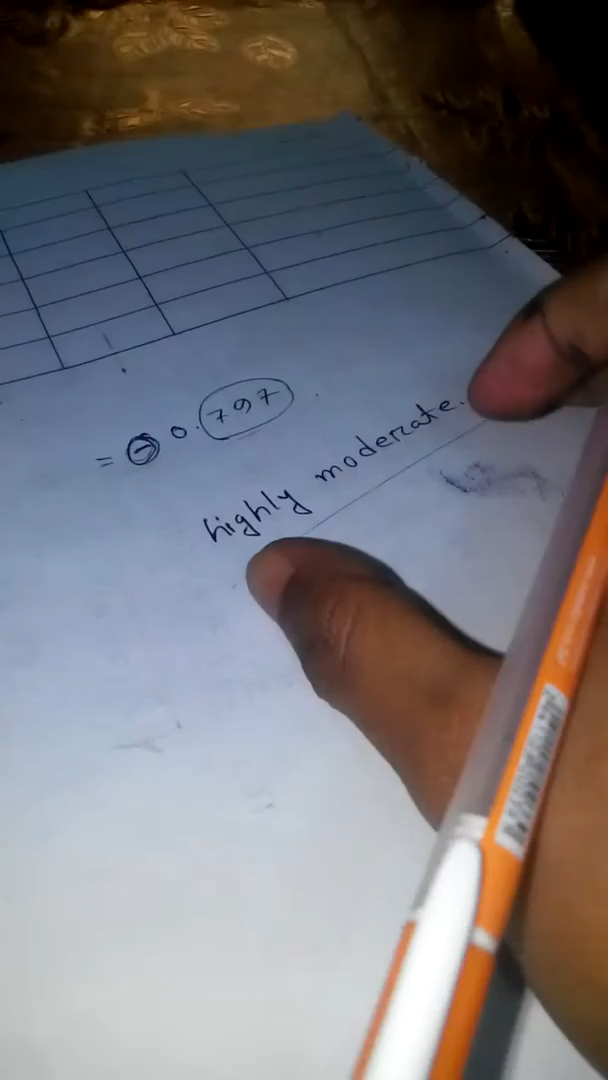 = - 0.797
highly moderate.